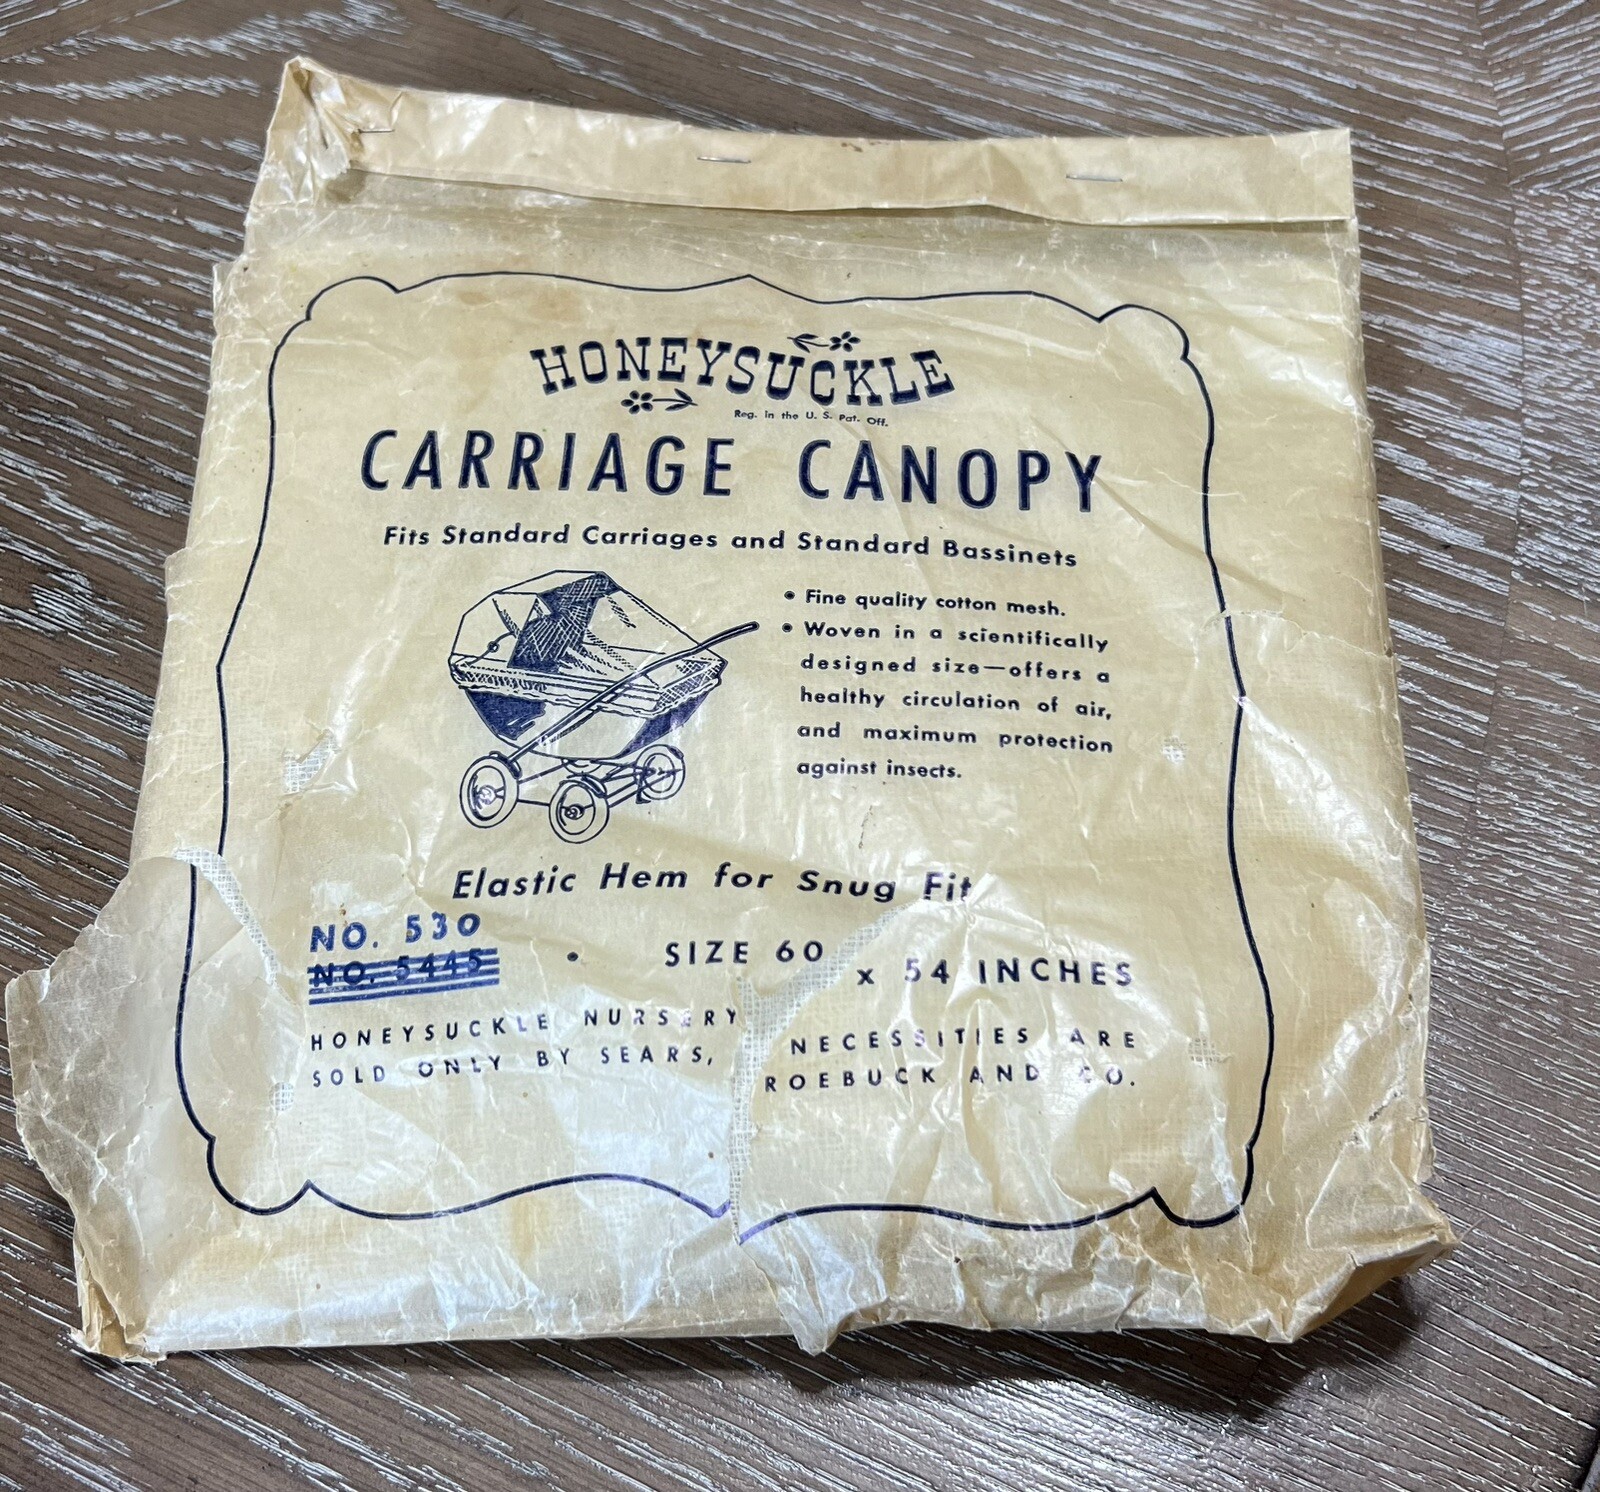 HONEYSUCKLE
Reg. in the U. S. Pat. Off.
CARRIAGE CANOPY
Fits Standard Carriages and Standard Bassinets
• Fine quality cotton mesh.
• Woven in a scientifically
designed size—offers a
healthy circulation of air,
and maximum protection
against insects.
Elastic Hem for Snug Fit
NO. 530
NO. 5445 • SIZE 60 x 54 INCHES
HONEYSUCKLE NURSERY NECESSITIES ARE
SOLD ONLY BY SEARS, ROEBUCK AND CO.